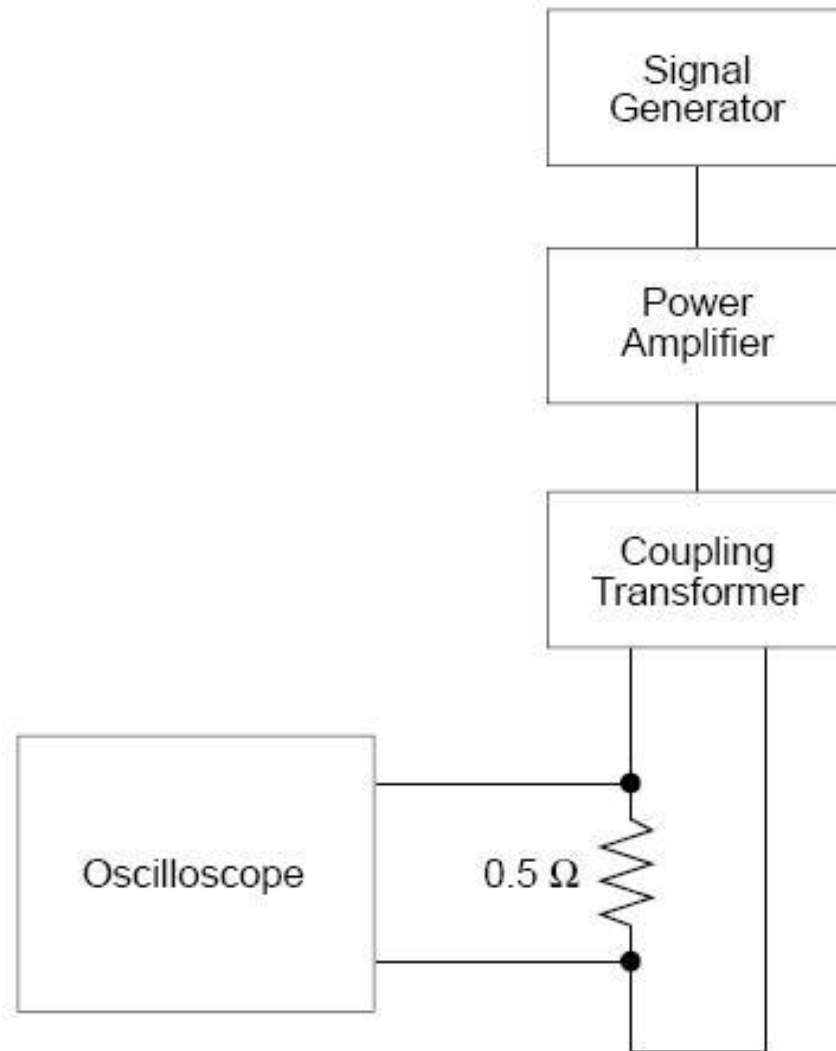 Signal
Generator
Power
Amplifier
Coupling
Transformer
Oscilloscope
0.5 Ω